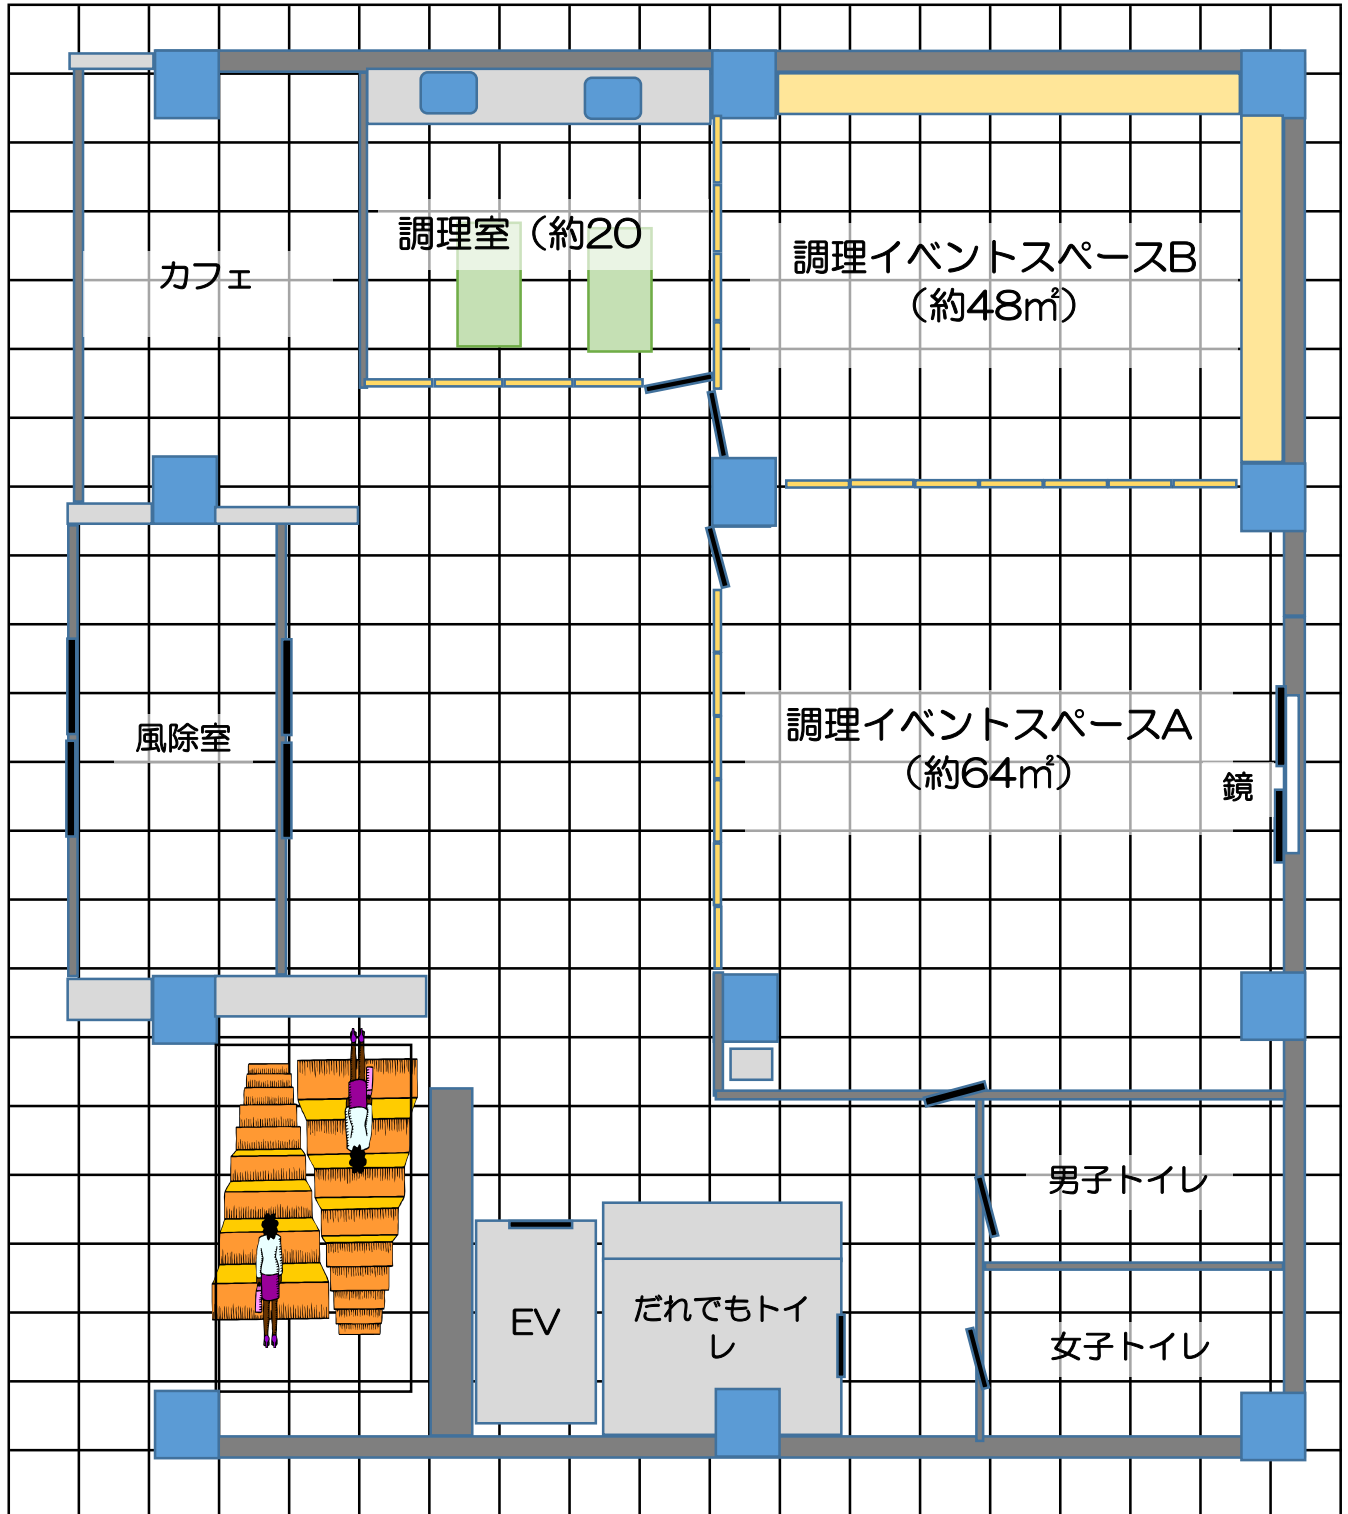 調理室（約20
カフェ
調理イベントスペースB
（約48㎡）
風除室
調理イベントスペースA
（約64㎡）
鏡
男子トイレ
EV
だれでもトイ
レ
女子トイレ